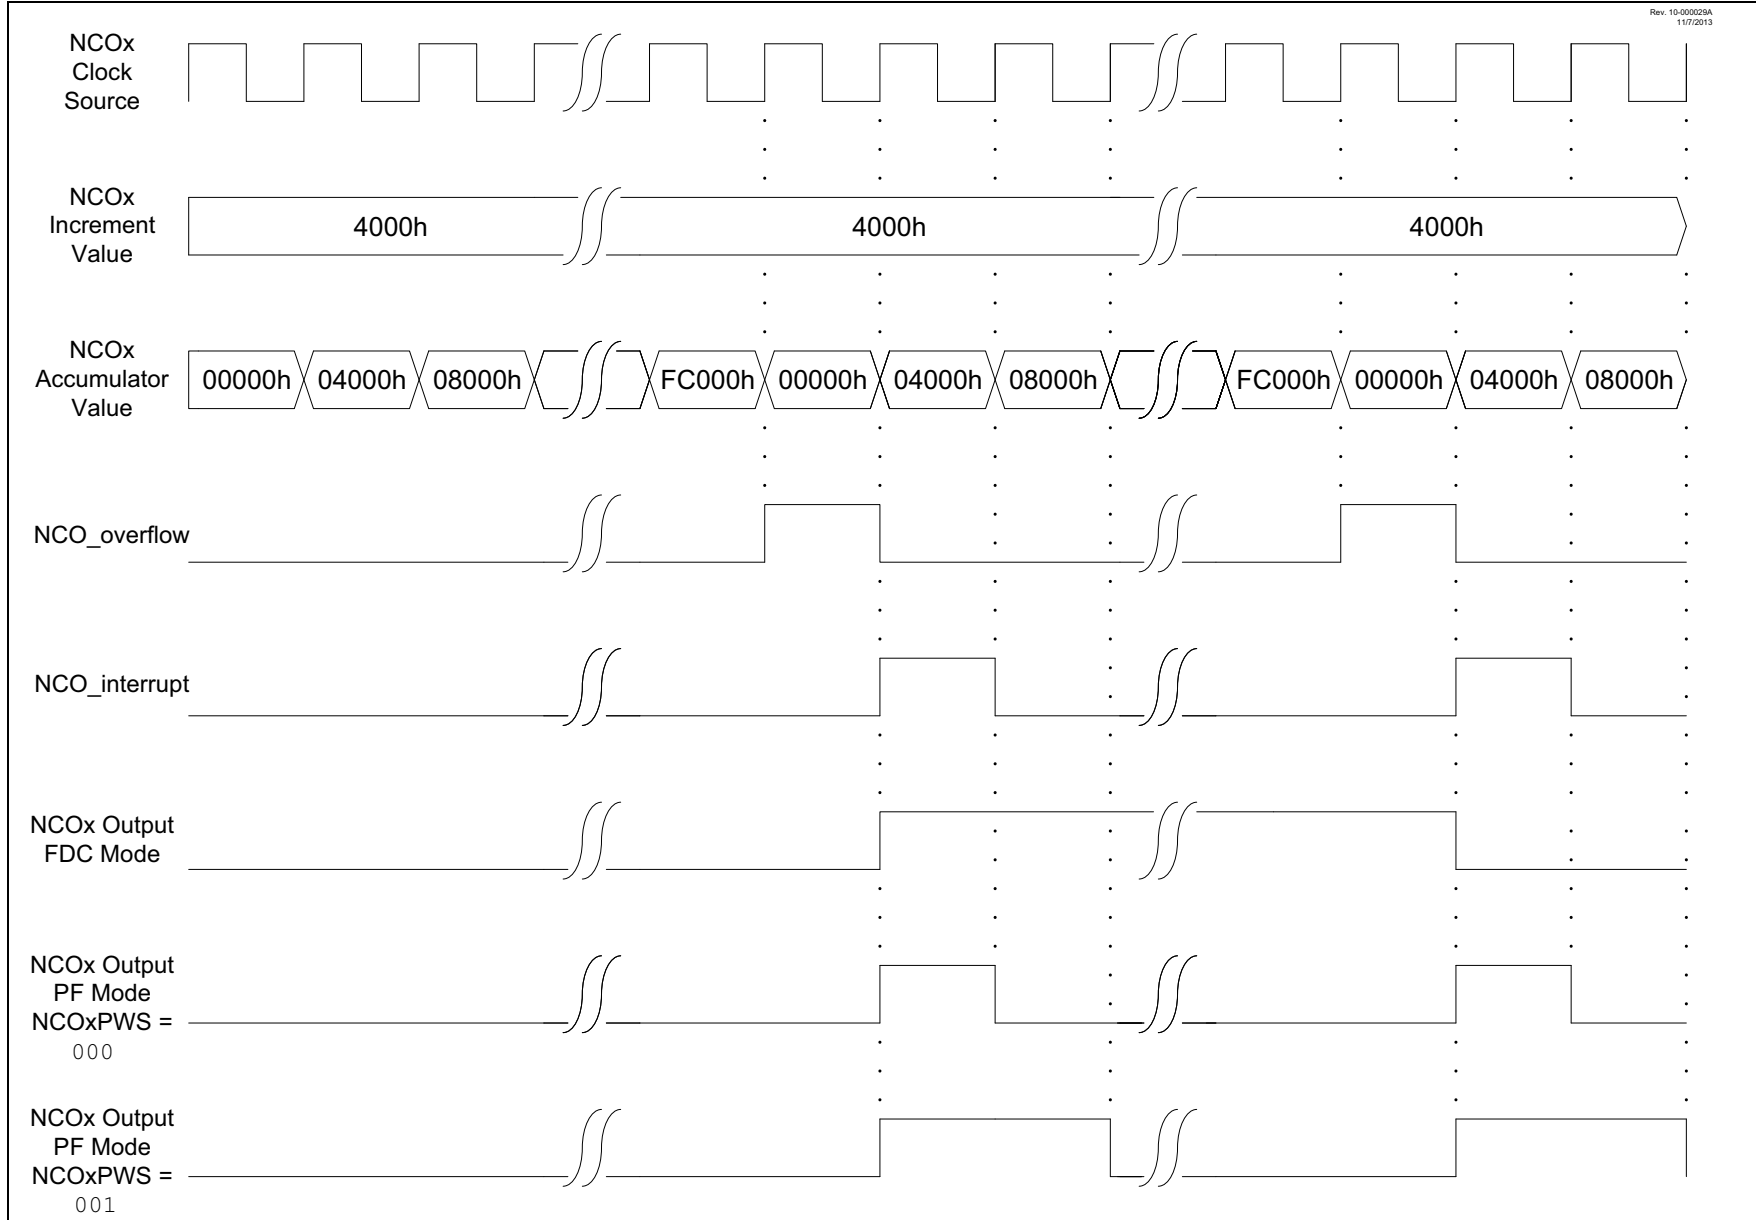 Rev. 10-000029A
11/7/2013
NCOx
Clock
Source
NCOx
Increment
Value
4000h
4000h
4000h
NCOx
Accumulator
Value
00000h
04000h
08000h
FC000h
00000h
04000h
08000h
FC000h
00000h
04000h
08000h
NCO_overflow
NCO_interrupt
NCOx Output
FDC Mode
NCOx Output
PF Mode
NCOxPWS =
000
NCOx Output
PF Mode
NCOxPWS =
001